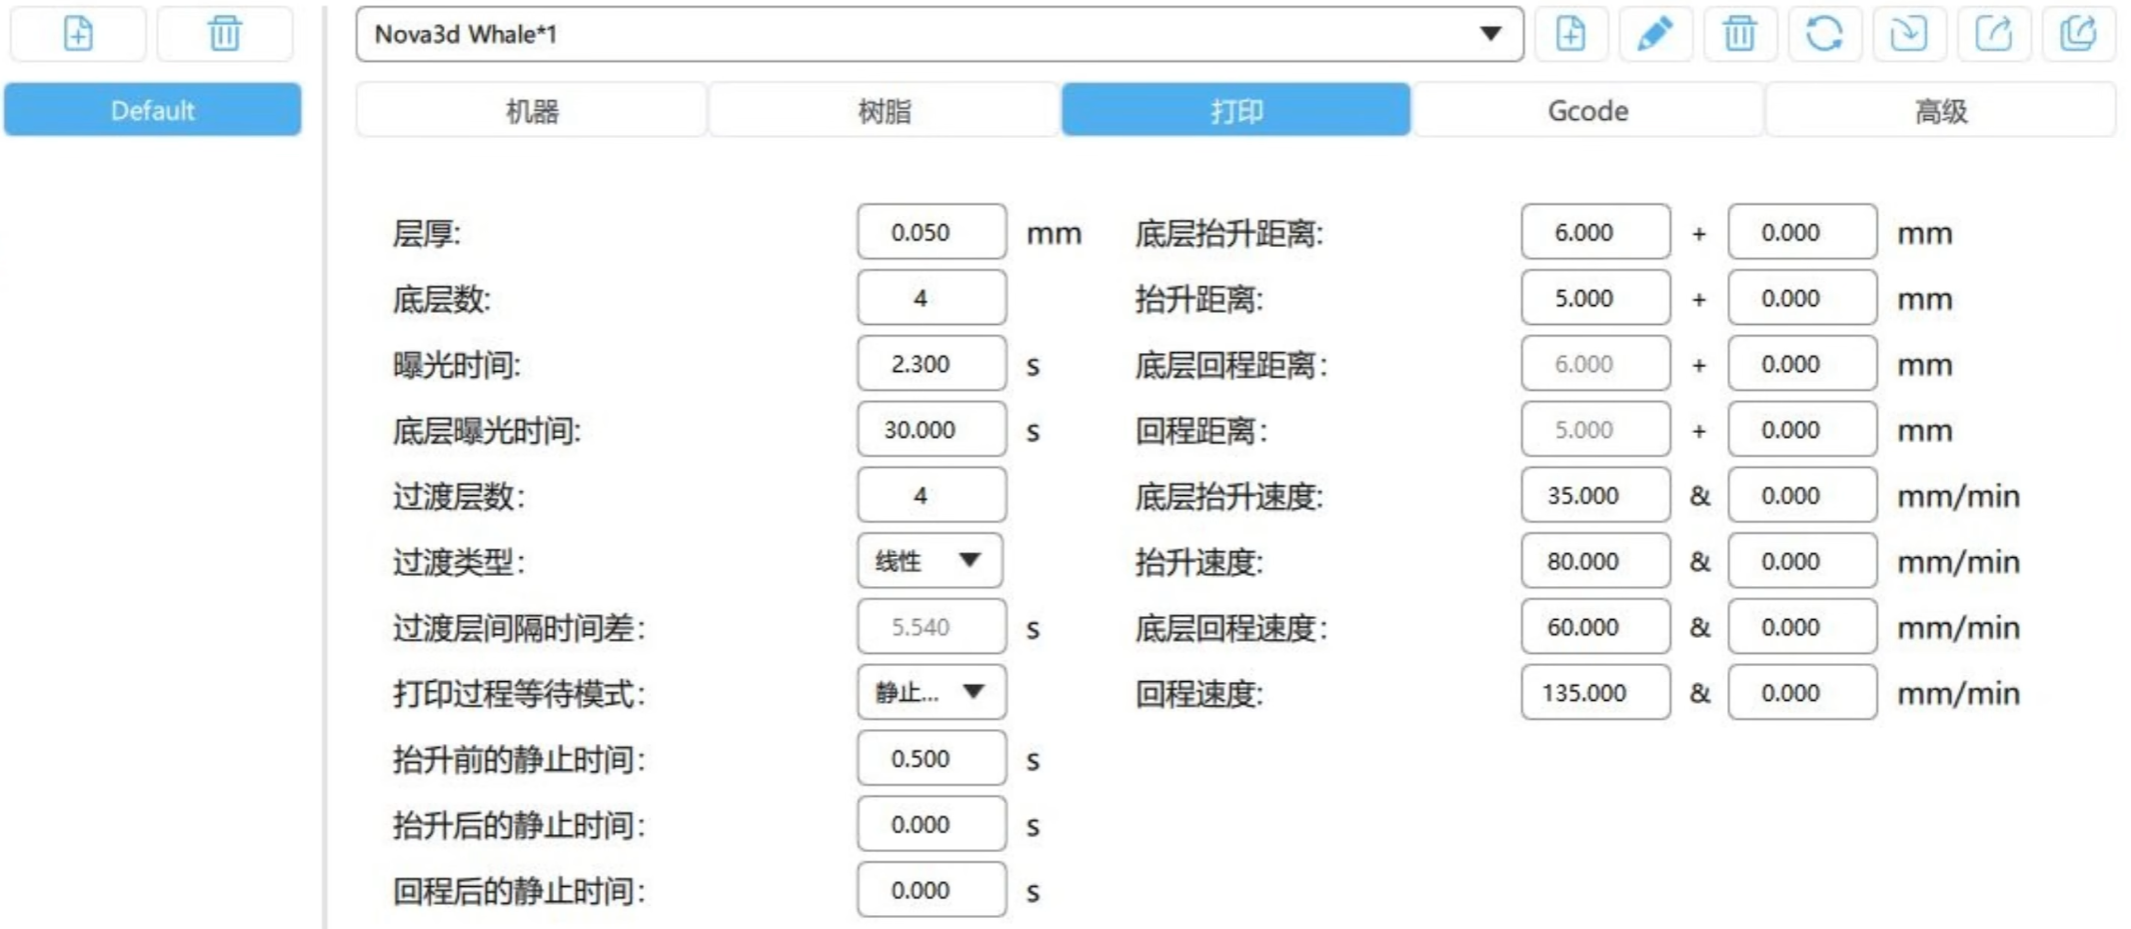 Nova3d Whale*1
Default
机器 树脂 打印 Gcode 高级
层厚: 0.050 mm 底层抬升距离: 6.000 + 0.000 mm
底层数: 4 抬升距离: 5.000 + 0.000 mm
曝光时间: 2.300 s 底层回程距离: 6.000 + 0.000 mm
底层曝光时间: 30.000 s 回程距离: 5.000 + 0.000 mm
过渡层数: 4 底层抬升速度: 35.000 & 0.000 mm/min
过渡类型: 线性 抬升速度: 80.000 & 0.000 mm/min
过渡层间隔时间差: 5.540 s 底层回程速度: 60.000 & 0.000 mm/min
打印过程等待模式: 静止... 回程速度: 135.000 & 0.000 mm/min
抬升前的静止时间: 0.500 s
抬升后的静止时间: 0.000 s
回程后的静止时间: 0.000 s